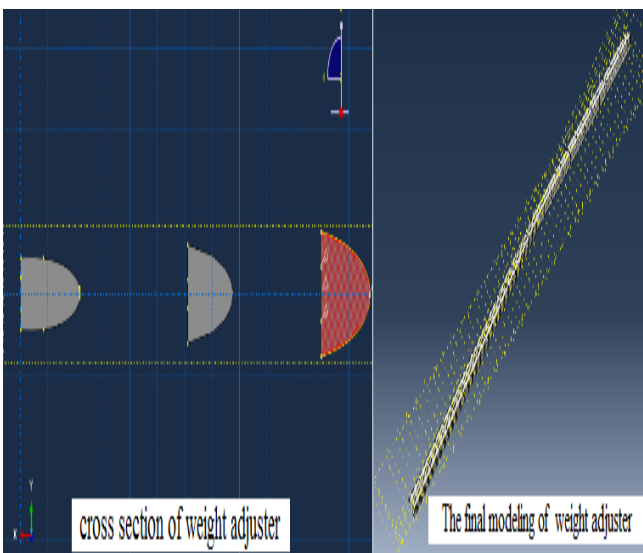 Y
X
cross section of weight adjuster
The final modeling of weight adjuster